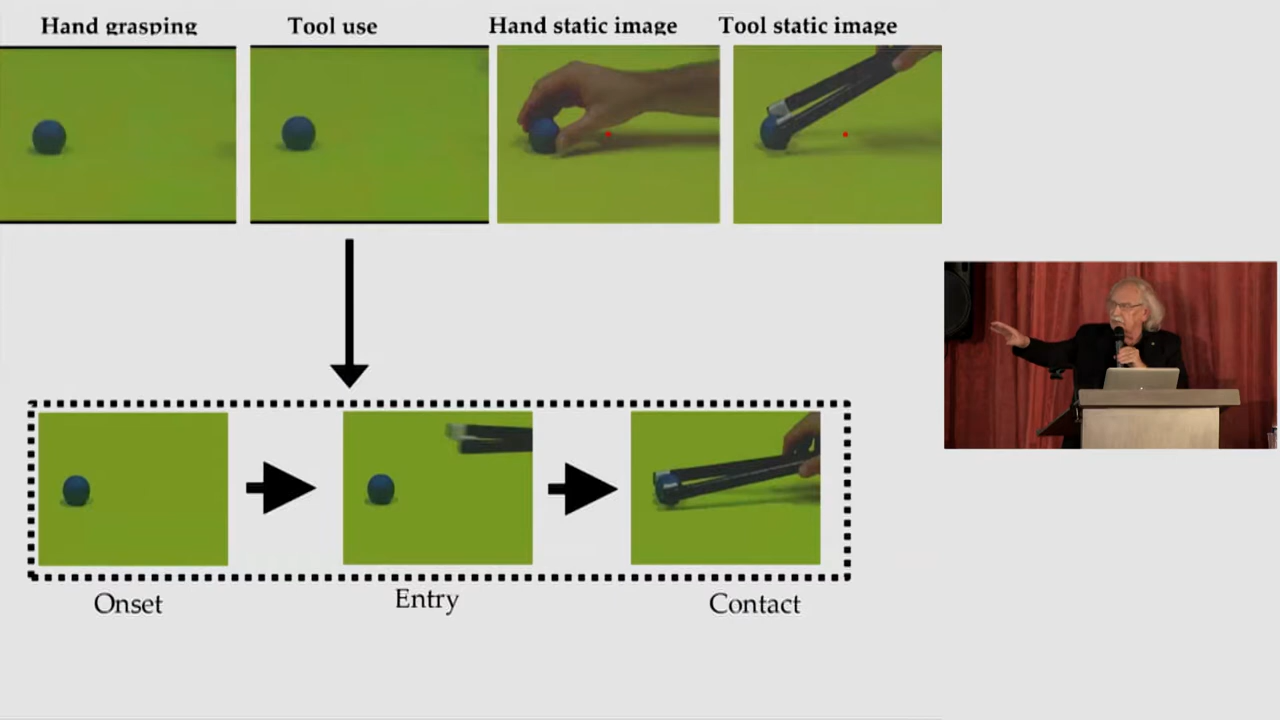 Hand grasping
Tool use
Hand static image
Tool static image
Onset
Entry
Contact